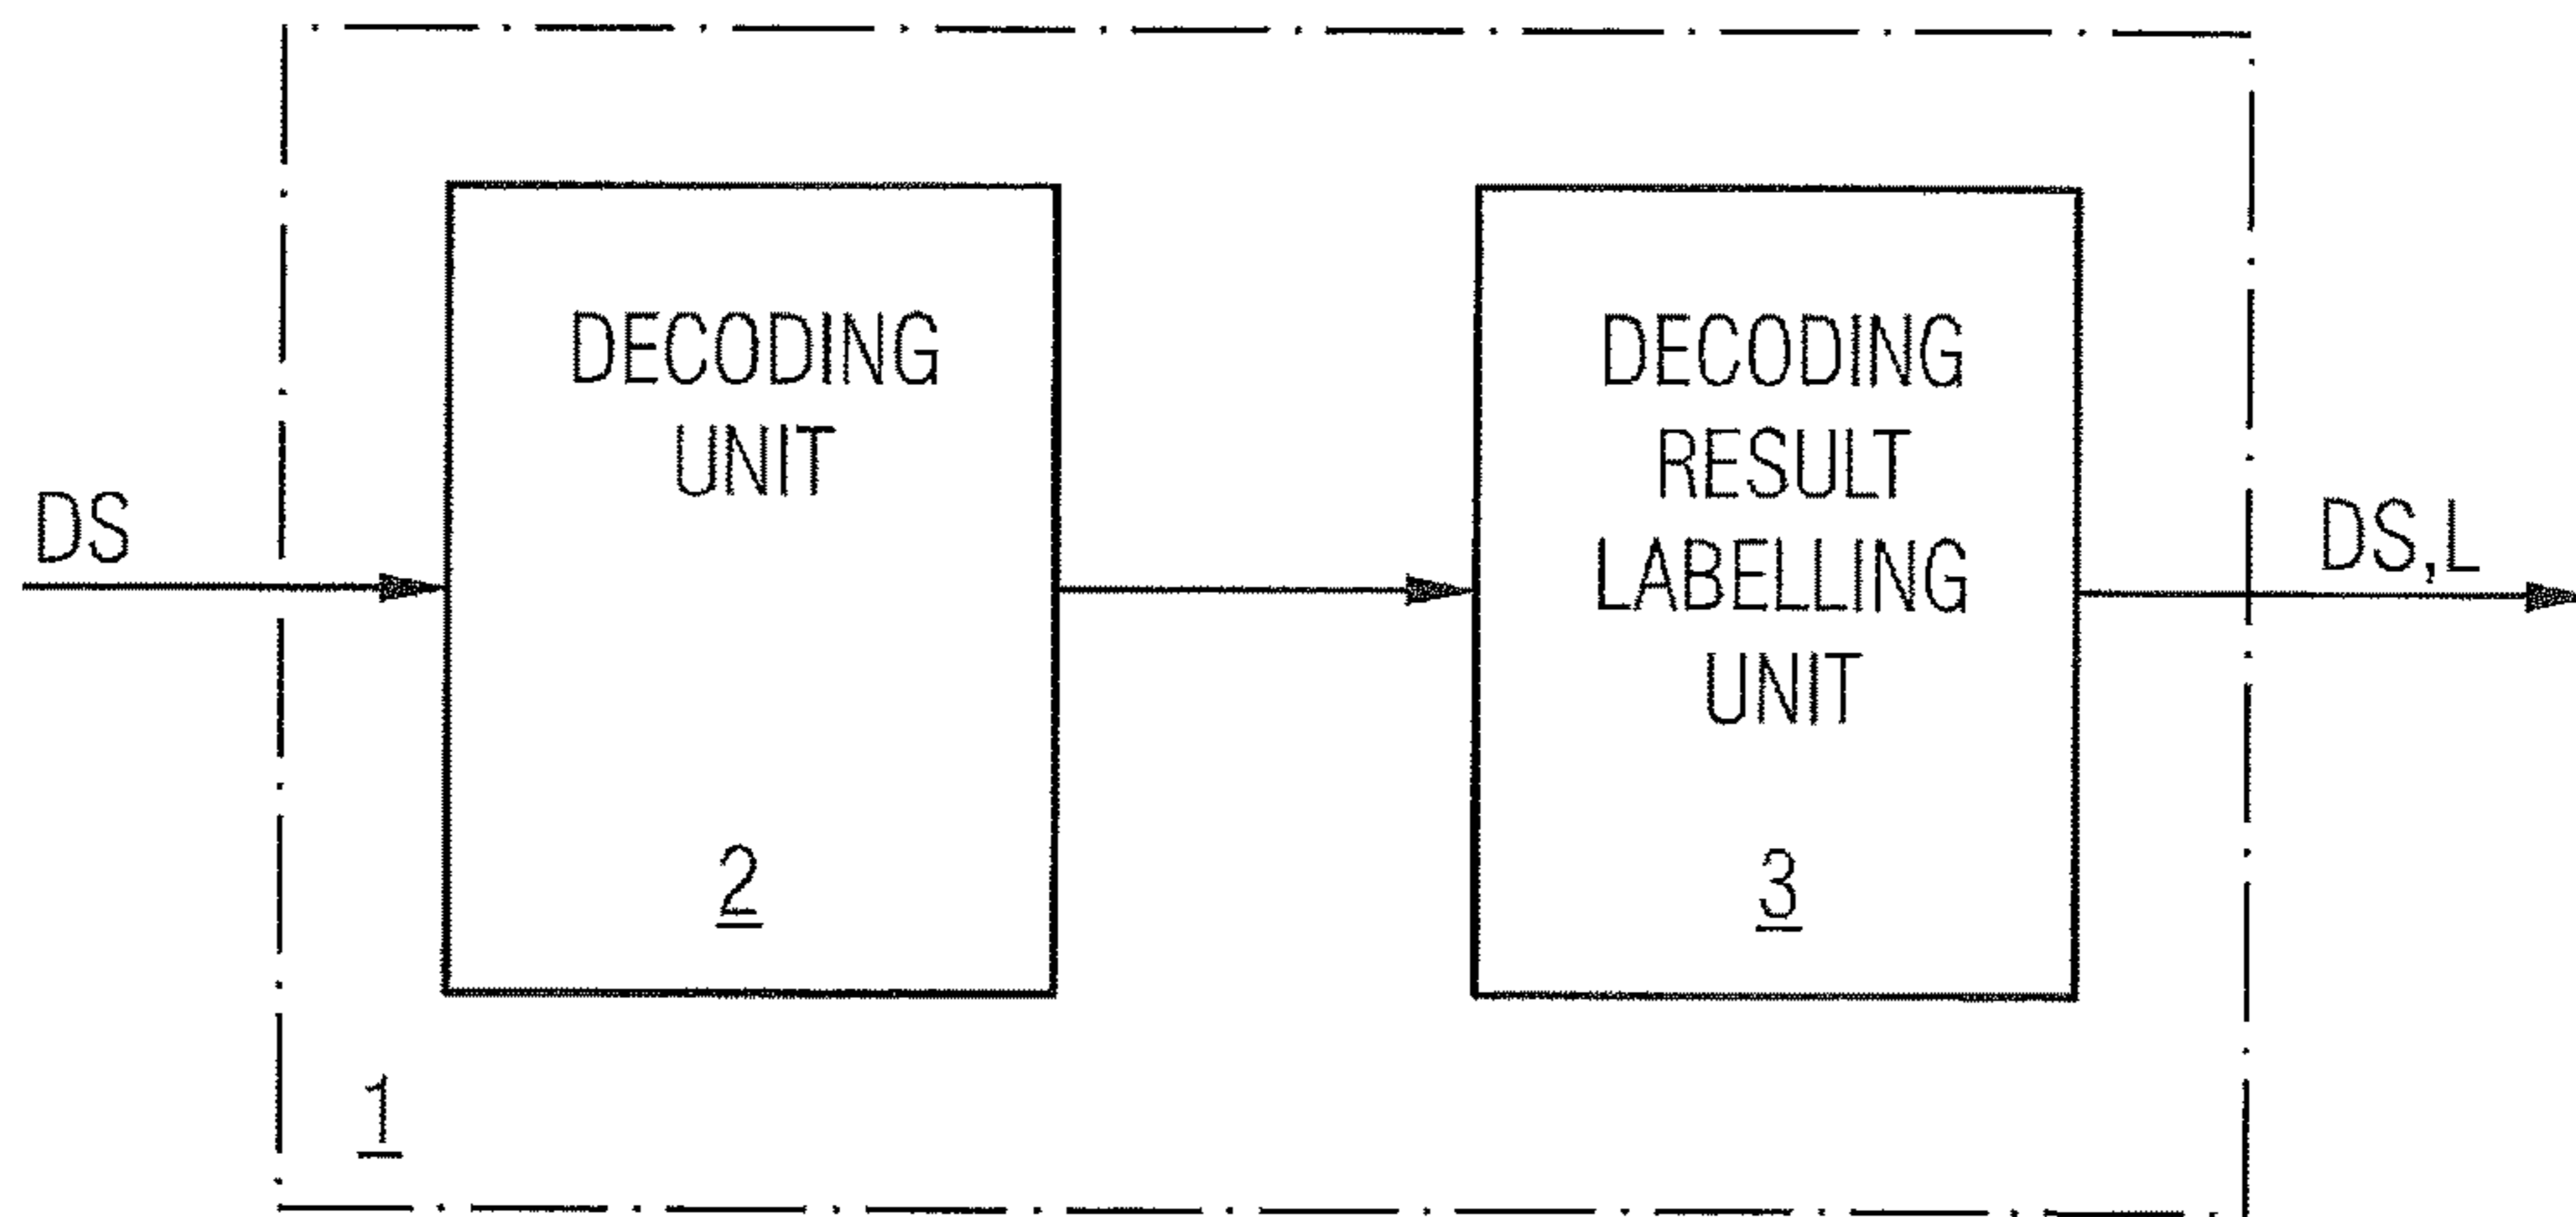 DS
DECODING
UNIT
2
DECODING
RESULT
LABELLING
UNIT
3
DS,L
1